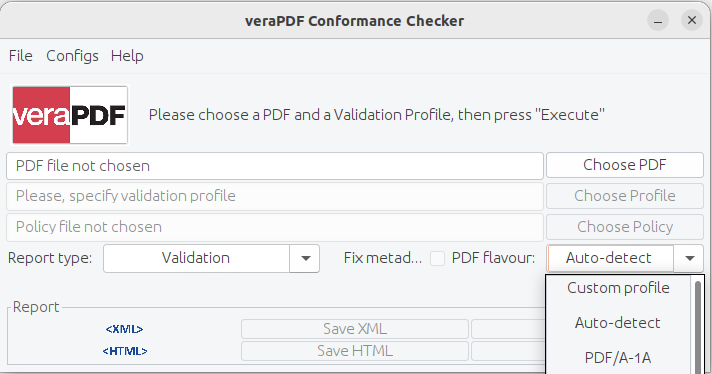 veraPDF Conformance Checker
File Configs Help
veraPDF Please choose a PDF and a Validation Profile, then press "Execute"
PDF file not chosen Choose PDF
Please, specify validation profile Choose Profile
Policy file not chosen Choose Policy
Report type: Validation Fix metad... PDF flavour: Auto-detect
Custom profile
Report
Auto-detect
<XML> Save XML
<HTML> Save HTML
PDF/A-1A